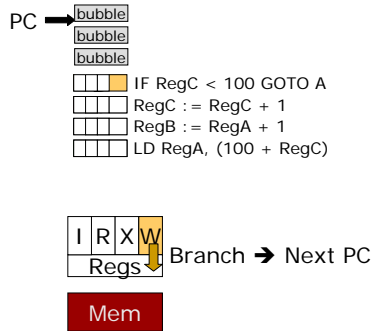 PC bubble
bubble
bubble
IF RegC < 100 GOTO A
RegC := RegC + 1
RegB := RegA + 1
LD RegA, (100 + RegC)
I R X W
Regs
Branch ➔ Next PC
Mem